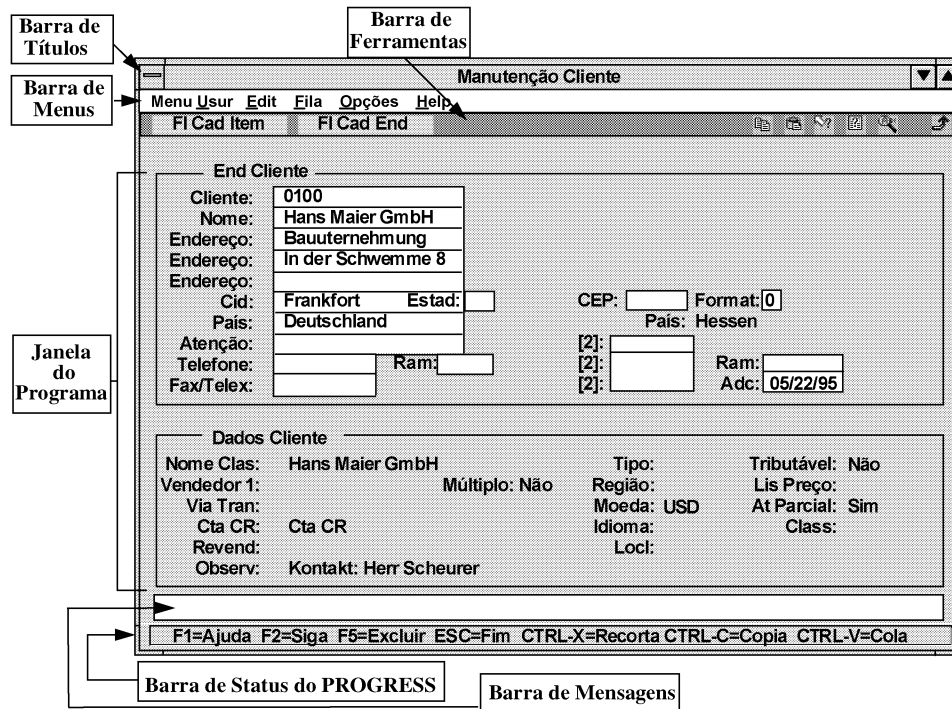 Barra de
Títulos
Barra de
Ferramentas
Manutenção Cliente
Barra de
Menus
Menu Usur Edit Fila Opções Help
FI Cad Item FI Cad End
End Cliente
Cliente: 0100
Nome: Hans Maier GmbH
Endereço: Bauuternehmung
Endereço: In der Schwemme 8
Endereço:
Cid: Frankfort Estad: CEP: Format: 0
País: Deutschland País: Hessen
Atenção: [2]:
Telefone: Ram: [2]: Ram:
Fax/Telex: [2]: Adc: 05/22/95
Janela
do
Programa
Dados Cliente
Nome Clas: Hans Maier GmbH Tipo: Tributável: Não
Vendedor 1: Múltiplo: Não Região: Lis Preço:
Via Tran: Moeda: USD At Parcial: Sim
Cta CR: Cta CR Idioma: Class:
Revend: Locl:
Observ: Kontakt: Herr Scheurer
F1=Ajuda F2=Siga F5=Excluir ESC=Fim CTRL-X=Recorta CTRL-C=Copia CTRL-V=Cola
Barra de Status do PROGRESS
Barra de Mensagens